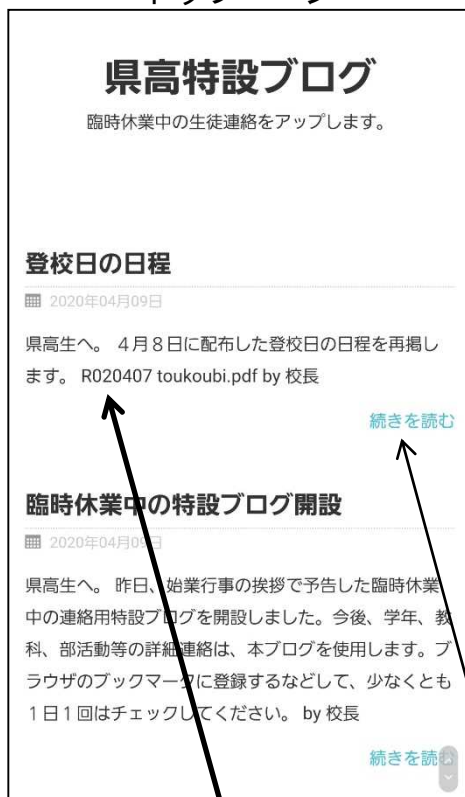 県高特設ブログ
臨時休業中の生徒連絡をアップします。
登校日の日程
2020年04月09日
県高生へ。 4月8日に配布した登校日の日程を再掲し
ます。 R020407 toukoubi.pdf by 校長
続きを読む
臨時休業中の特設ブログ開設
2020年04月09日
県高生へ。 昨日、始業行事の挨拶で予告した臨時休業
中の連絡用特設ブログを開設しました。今後、学年、教
科、部活動等の詳細連絡は、本ブログを使用します。ブ
ラウザのブックマークに登録するなどして、少なくとも
1日1回はチェックしてください。 by 校長
続きを読む